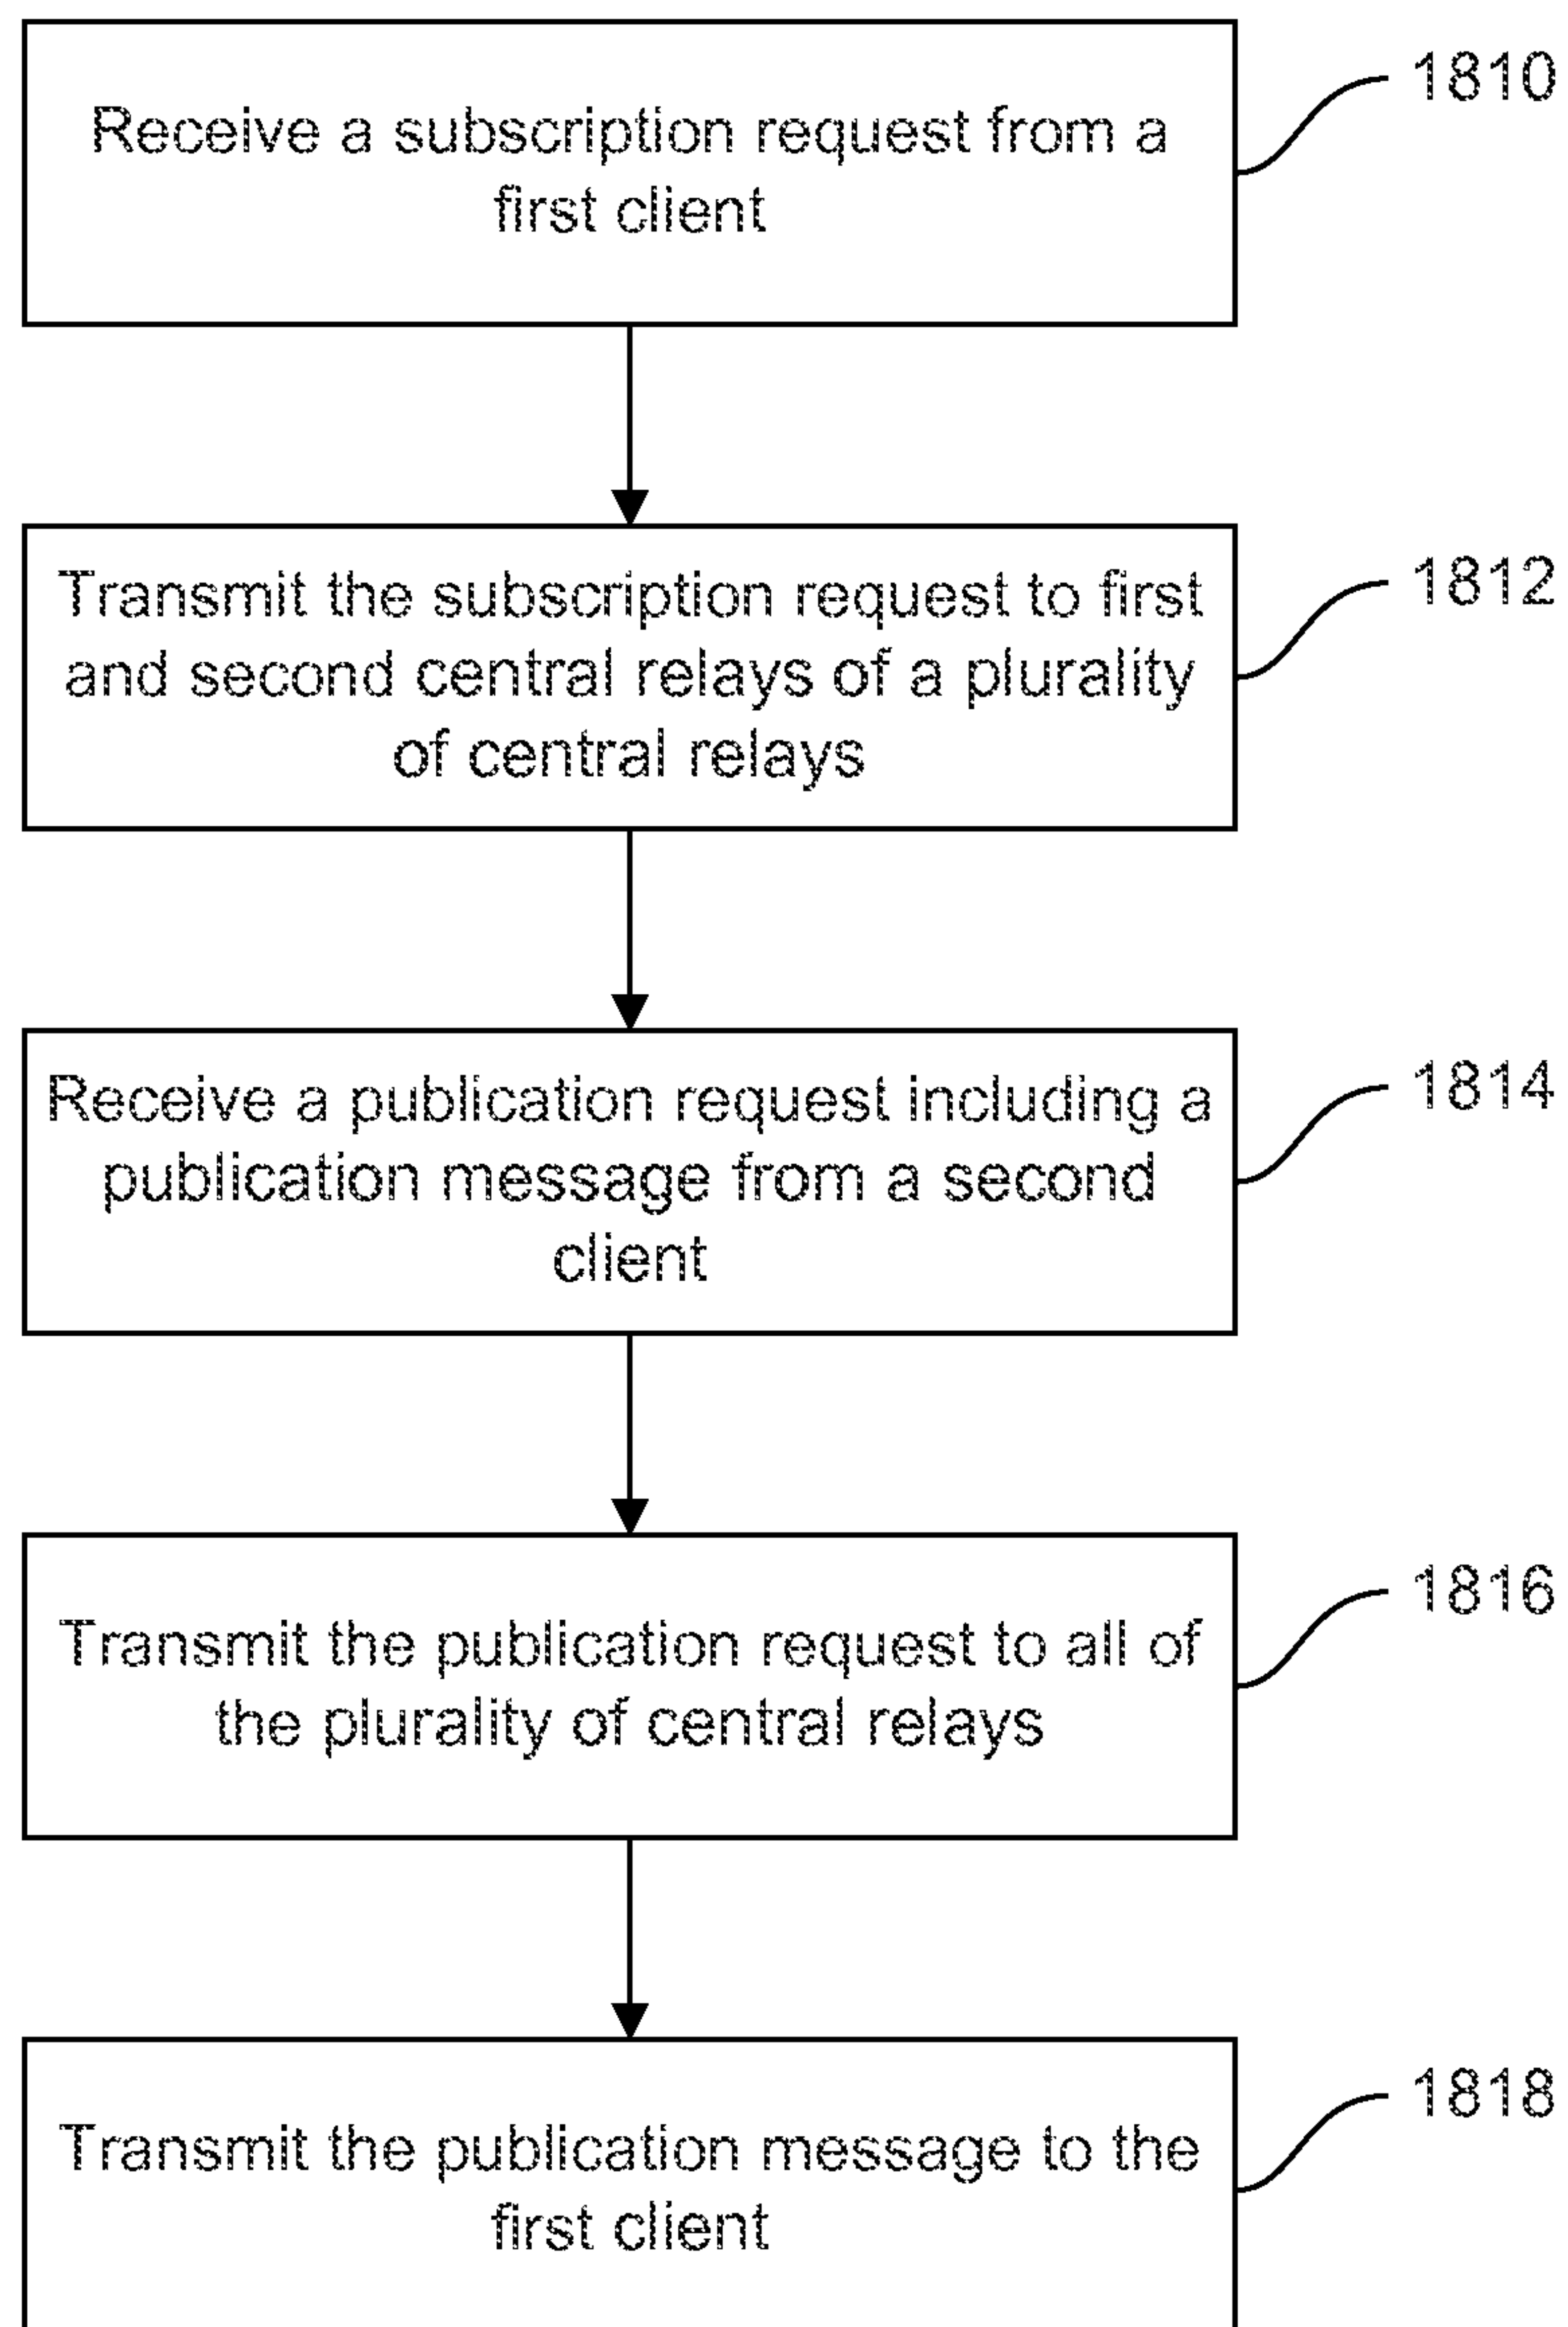 Receive a subscription request from a
first client
1810
Transmit the subscription request to first
and second central relays of a plurality
of central relays
1812
Receive a publication request including a
publication message from a second
client
1814
Transmit the publication request to all of
the plurality of central relays
1816
Transmit the publication message to the
first client
1818